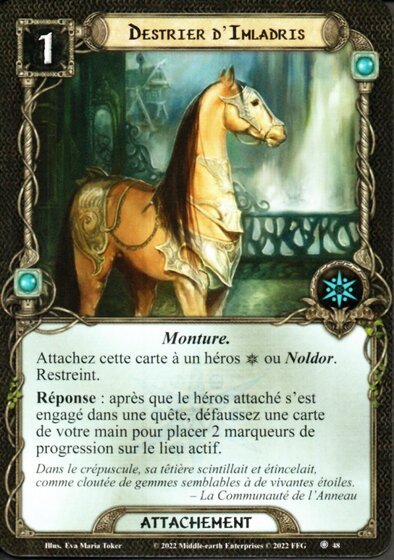 Destrier d'Imladris
1
Monture.
Attachez cette carte à un héros ou Noldor.
Restreint.
Réponse : après que le héros attaché s'est
engagé dans une quête, défaussez une carte
de votre main pour placer 2 marqueurs de
progression sur le lieu actif.
Dans le crépuscule, sa têtière scintillait et étincelait,
comme cloutée de gemmes semblables à de vivantes étoiles.
– La Communauté de l'Anneau
Attachement
Illus. Eva Maria Toker © 2022 Middle-earth Enterprises © 2022 FFG 48